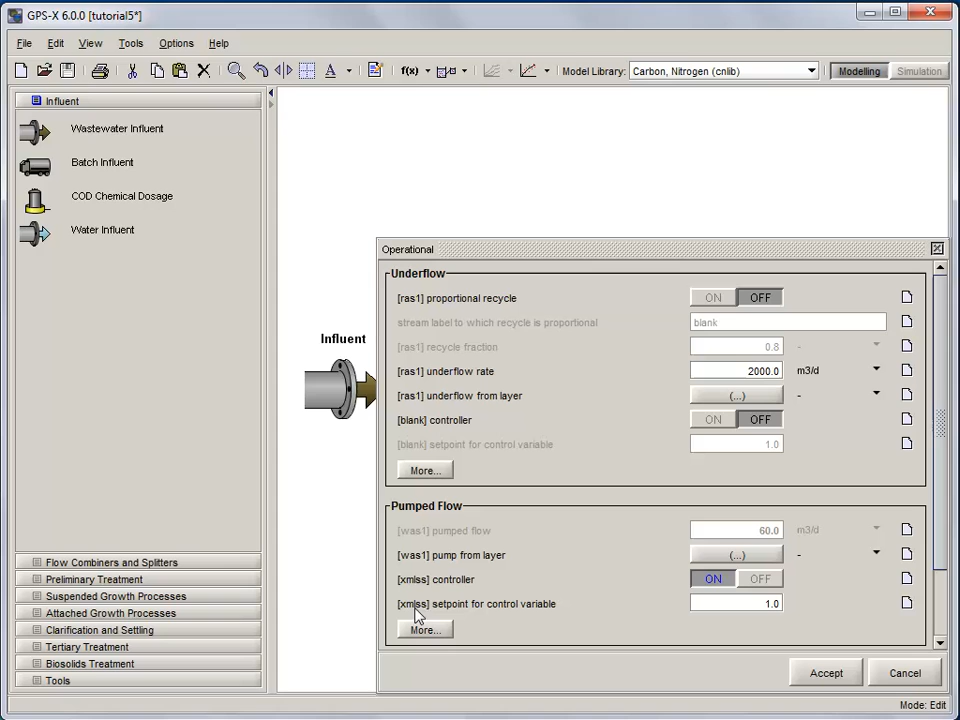 GPS-X 6.0.0 [tutorial5*]
File Edit View Tools Options Help
A f(x) Model Library: Carbon, Nitrogen (cnlib) Modelling Simulation
Influent
Wastewater Influent
Batch Influent
COD Chemical Dosage
Water Influent
Flow Combiners and Splitters
Preliminary Treatment
Suspended Growth Processes
Attached Growth Processes
Clarification and Settling
Tertiary Treatment
Biosolids Treatment
Tools
Influent
Operational
Underflow
[ras1] proportional recycle ON OFF
stream label to which recycle is proportional blank
[ras1] recycle fraction 0.8 -
[ras1] underflow rate 2000.0 m3/d
[ras1] underflow from layer (...) -
[blank] controller ON OFF
[blank] setpoint for control variable 1.0
More...
Pumped Flow
[was1] pumped flow 60.0 m3/d
[was1] pump from layer (...) -
[xmlss] controller ON OFF
[xmlss] setpoint for control variable 1.0
More...
Accept Cancel
Mode: Edit